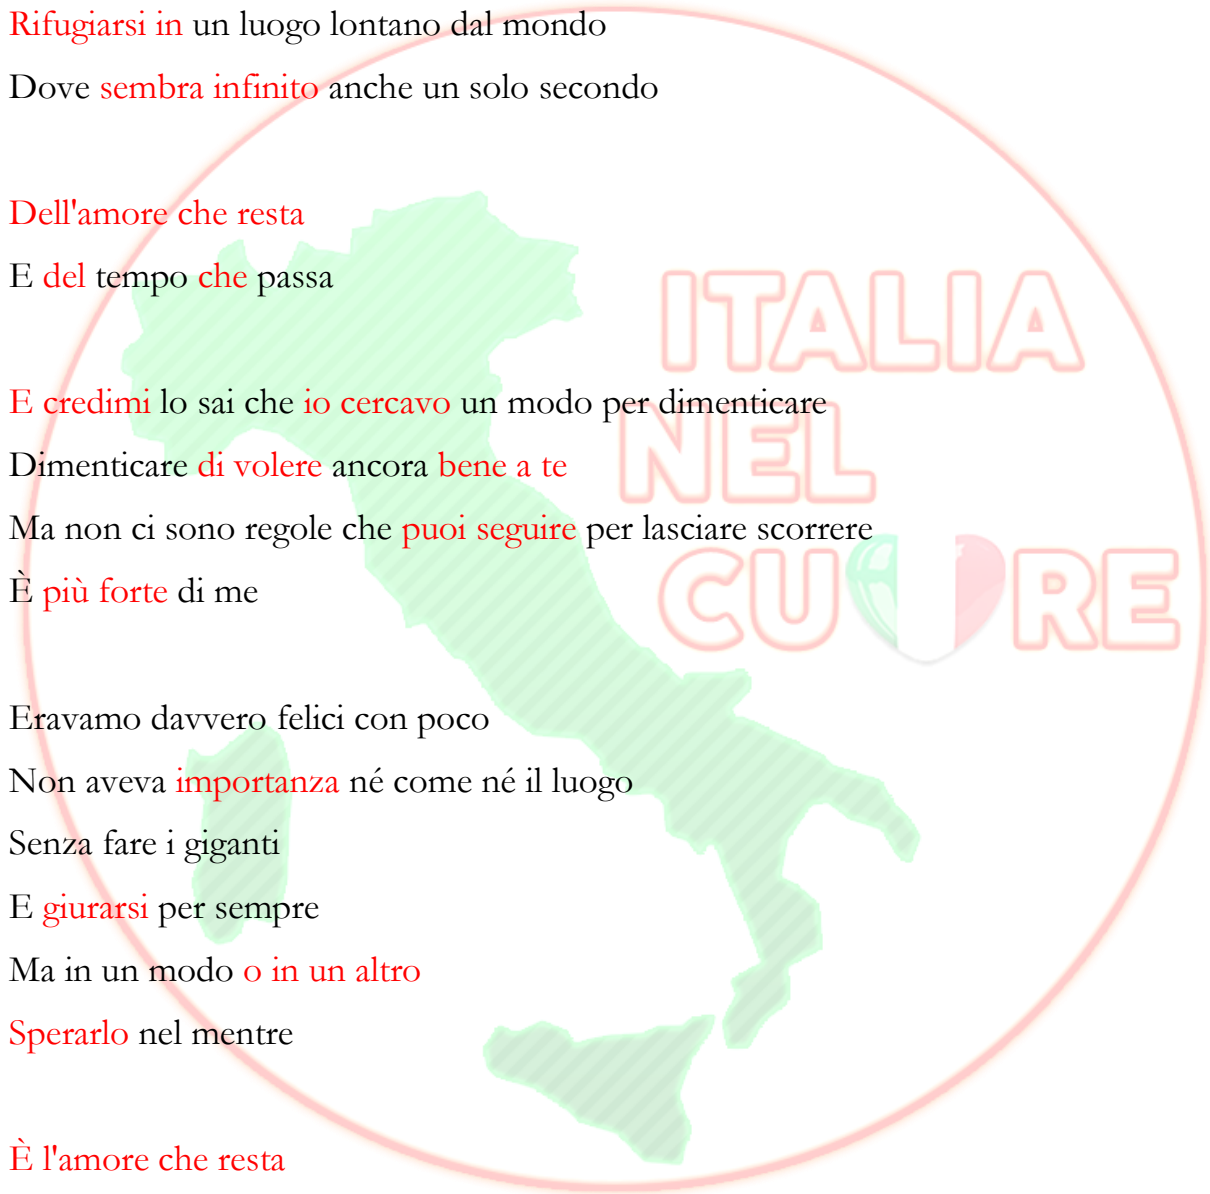 Rifugiarsi in un luogo lontano dal mondo
Dove sembra infinito anche un solo secondo
Dell'amore che resta
E del tempo che passa
E credimi lo sai che io cercavo un modo per dimenticare
Dimenticare di volere ancora bene a te
Ma non ci sono regole che puoi seguire per lasciare scorrere
È più forte di me
Eravamo davvero felici con poco
Non aveva importanza né come né il luogo
Senza fare i giganti
E giurarsi per sempre
Ma in un modo o in un altro
Sperarlo nel mentre
È l'amore che resta
ITALIA
NEL
CUORE